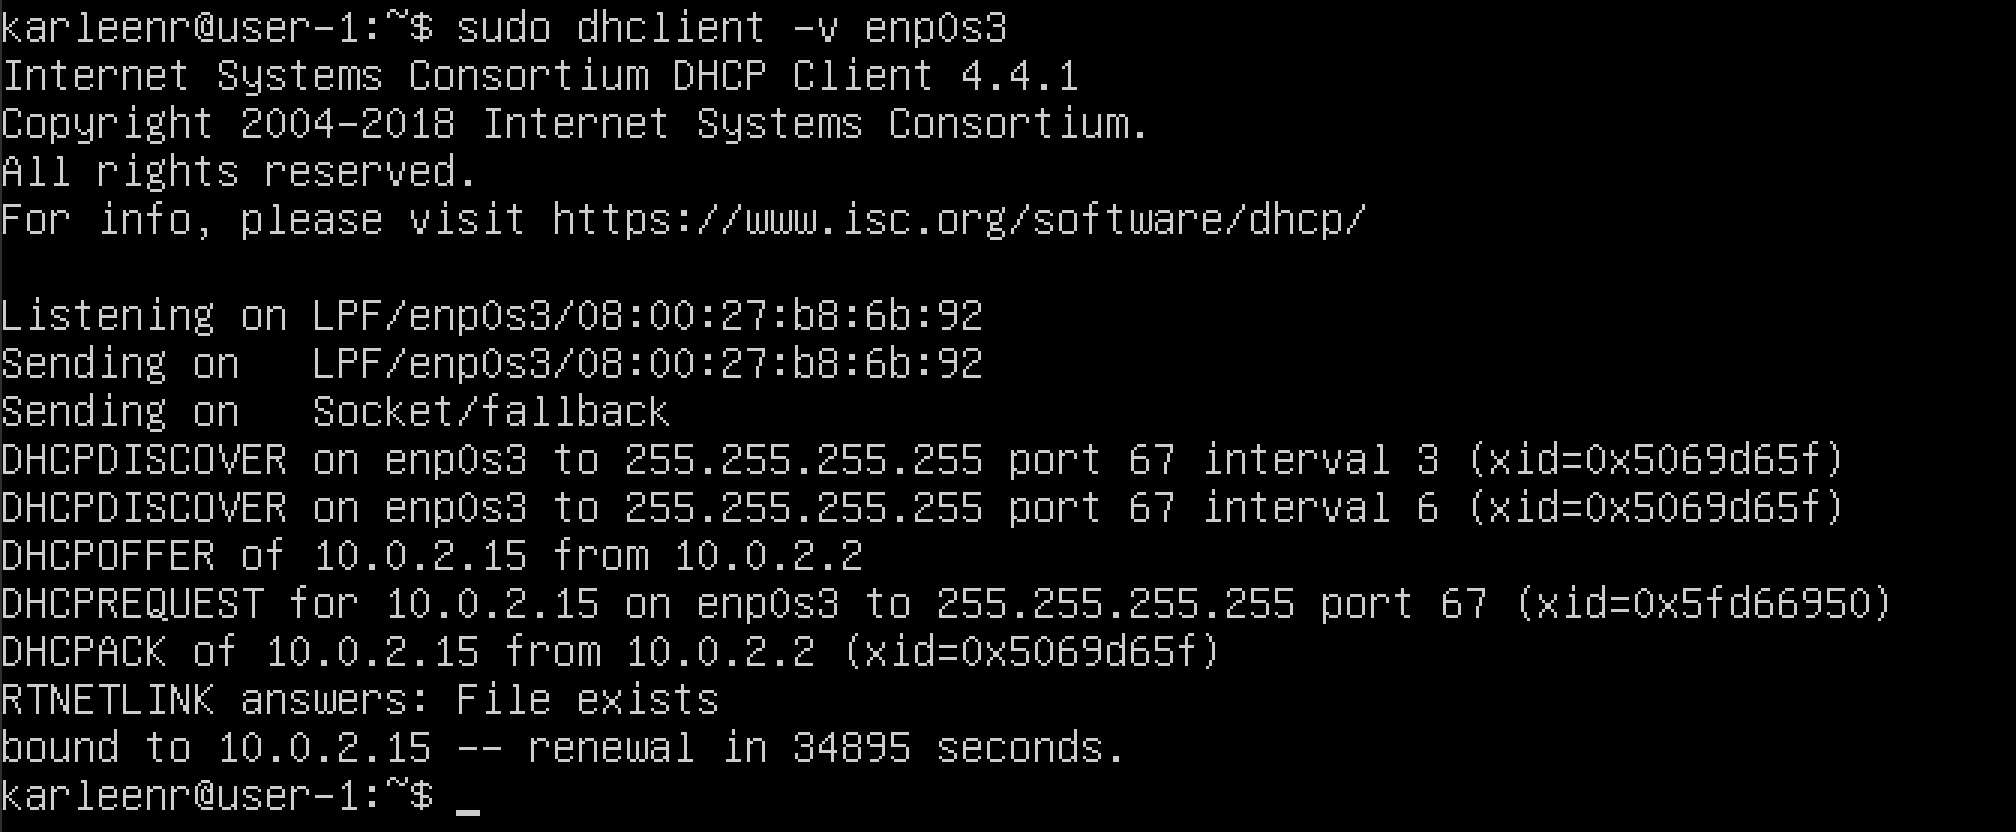 karleenr@user-1:~$ sudo dhclient -v enp0s3
Internet Systems Consortium DHCP Client 4.4.1
Copyright 2004-2018 Internet Systems Consortium.
All rights reserved.
For info, please visit https://www.isc.org/software/dhcp/

Listening on LPF/enp0s3/08:00:27:b8:6b:92
Sending on   LPF/enp0s3/08:00:27:b8:6b:92
Sending on   Socket/fallback
DHCPDISCOVER on enp0s3 to 255.255.255.255 port 67 interval 3 (xid=0x5069d65f)
DHCPDISCOVER on enp0s3 to 255.255.255.255 port 67 interval 6 (xid=0x5069d65f)
DHCPOFFER of 10.0.2.15 from 10.0.2.2
DHCPREQUEST for 10.0.2.15 on enp0s3 to 255.255.255.255 port 67 (xid=0x5fd66950)
DHCPACK of 10.0.2.15 from 10.0.2.2 (xid=0x5069d65f)
RTNETLINK answers: File exists
bound to 10.0.2.15 -- renewal in 34895 seconds.
karleenr@user-1:~$ _